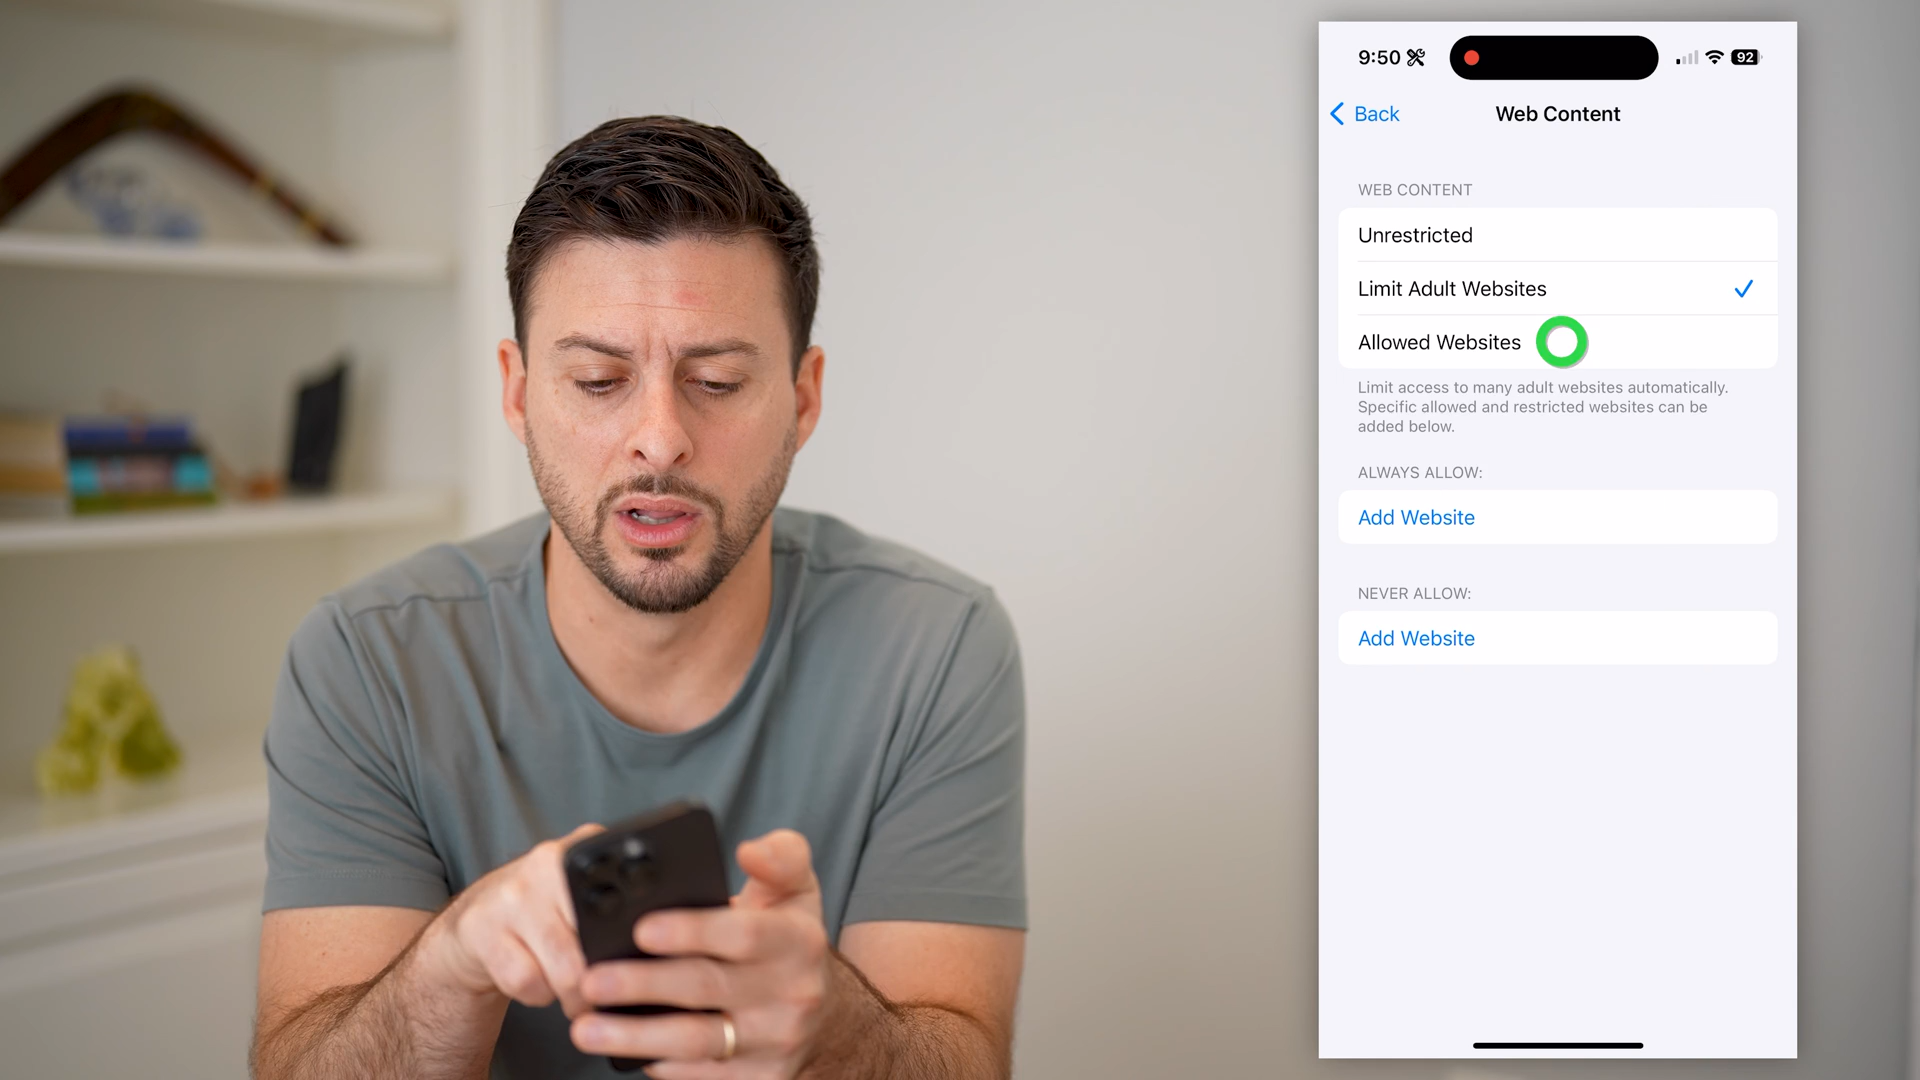 9:50
92
Back
Web Content
WEB CONTENT
Unrestricted
Limit Adult Websites
Allowed Websites
Limit access to many adult websites automatically.
Specific allowed and restricted websites can be
added below.
ALWAYS ALLOW:
Add Website
NEVER ALLOW:
Add Website